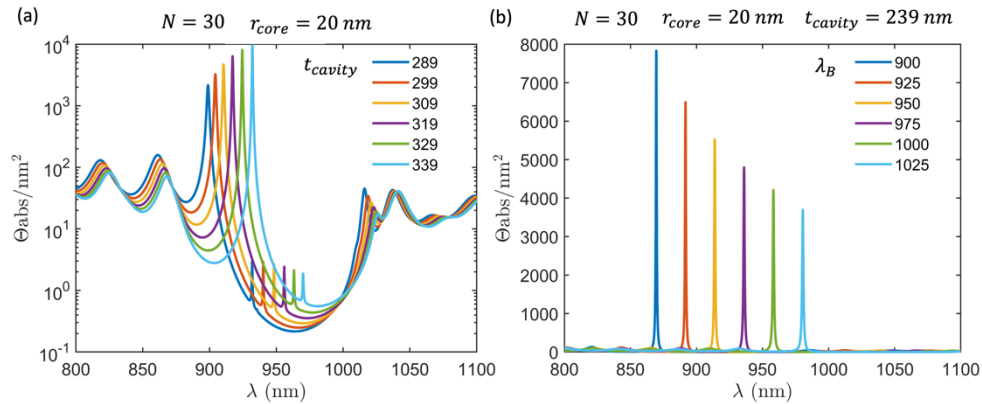 (a) N = 30 r_core = 20 nm
10^4
10^3
10^2
10^1
10^0
10^-1
Θabs/nm²
t_cavity
289
299
309
319
329
339
800 850 900 950 1000 1050 1100
λ (nm)
(b) N = 30 r_core = 20 nm t_cavity = 239 nm
8000
7000
6000
5000
4000
3000
2000
1000
0
Θabs/nm²
λ_B
900
925
950
975
1000
1025
800 850 900 950 1000 1050 1100
λ (nm)